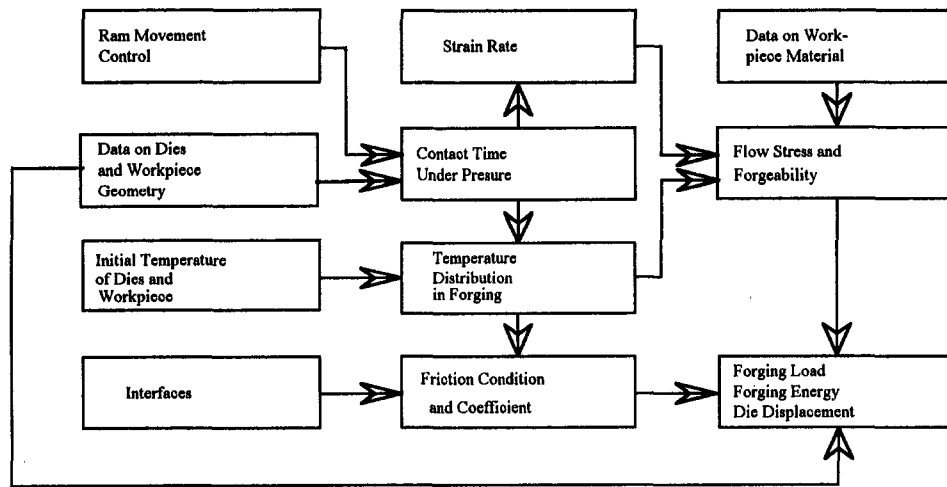 Ram Movement
Control
Strain Rate
Data on Work-
piece Material
Data on Dies
and Workpiece
Geometry
Contact Time
Under Presure
Flow Stress and
Forgeability
Initial Temperature
of Dies and
Workpiece
Temperature
Distribution
in Forging
Interfaces
Friction Condition
and Coefficient
Forging Load
Forging Energy
Die Displacement